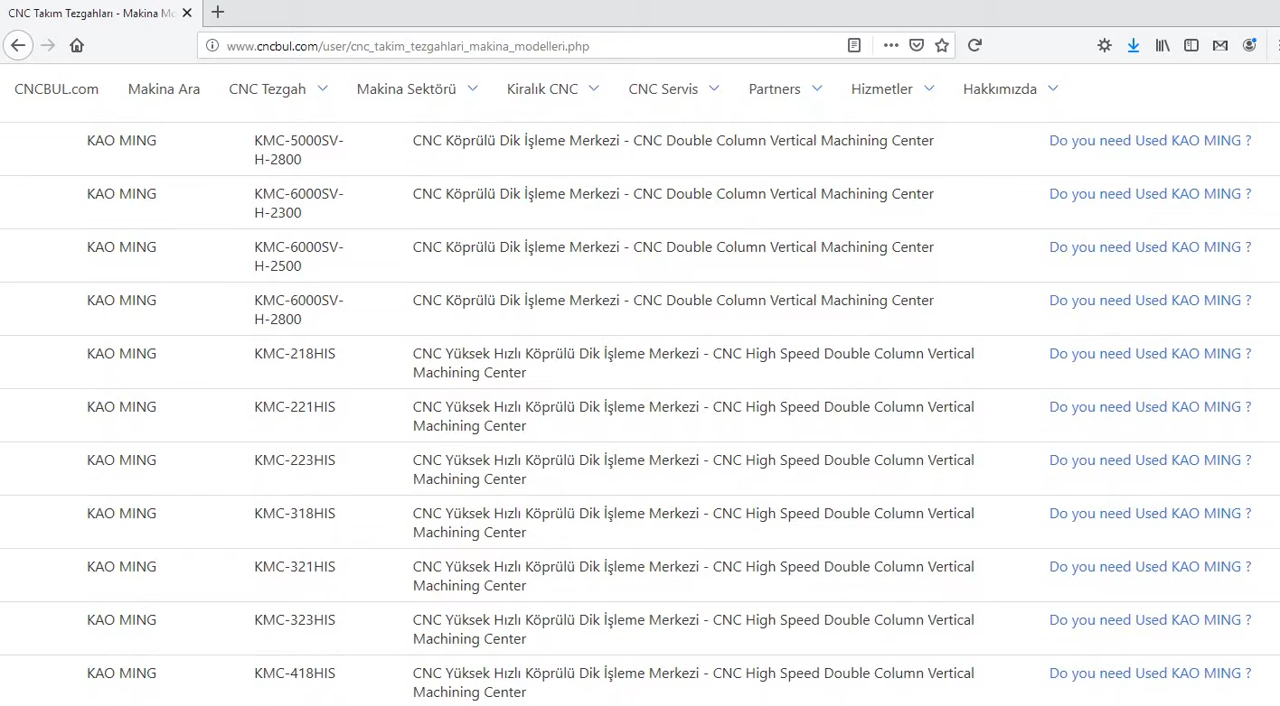 CNC Takım Tezgahları - Makina Mo
www.cncbul.com/user/cnc_takim_tezgahlari_makina_modelleri.php
CNCBUL.com Makina Ara CNC Tezgah Makina Sektörü Kiralık CNC CNC Servis Partners Hizmetler Hakkımızda
KAO MING KMC-5000SV- CNC Köprülü Dik İşleme Merkezi - CNC Double Column Vertical Machining Center Do you need Used KAO MING ?
H-2800
KAO MING KMC-6000SV- CNC Köprülü Dik İşleme Merkezi - CNC Double Column Vertical Machining Center Do you need Used KAO MING ?
H-2300
KAO MING KMC-6000SV- CNC Köprülü Dik İşleme Merkezi - CNC Double Column Vertical Machining Center Do you need Used KAO MING ?
H-2500
KAO MING KMC-6000SV- CNC Köprülü Dik İşleme Merkezi - CNC Double Column Vertical Machining Center Do you need Used KAO MING ?
H-2800
KAO MING KMC-218HIS CNC Yüksek Hızlı Köprülü Dik İşleme Merkezi - CNC High Speed Double Column Vertical Do you need Used KAO MING ?
Machining Center
KAO MING KMC-221HIS CNC Yüksek Hızlı Köprülü Dik İşleme Merkezi - CNC High Speed Double Column Vertical Do you need Used KAO MING ?
Machining Center
KAO MING KMC-223HIS CNC Yüksek Hızlı Köprülü Dik İşleme Merkezi - CNC High Speed Double Column Vertical Do you need Used KAO MING ?
Machining Center
KAO MING KMC-318HIS CNC Yüksek Hızlı Köprülü Dik İşleme Merkezi - CNC High Speed Double Column Vertical Do you need Used KAO MING ?
Machining Center
KAO MING KMC-321HIS CNC Yüksek Hızlı Köprülü Dik İşleme Merkezi - CNC High Speed Double Column Vertical Do you need Used KAO MING ?
Machining Center
KAO MING KMC-323HIS CNC Yüksek Hızlı Köprülü Dik İşleme Merkezi - CNC High Speed Double Column Vertical Do you need Used KAO MING ?
Machining Center
KAO MING KMC-418HIS CNC Yüksek Hızlı Köprülü Dik İşleme Merkezi - CNC High Speed Double Column Vertical Do you need Used KAO MING ?
Machining Center